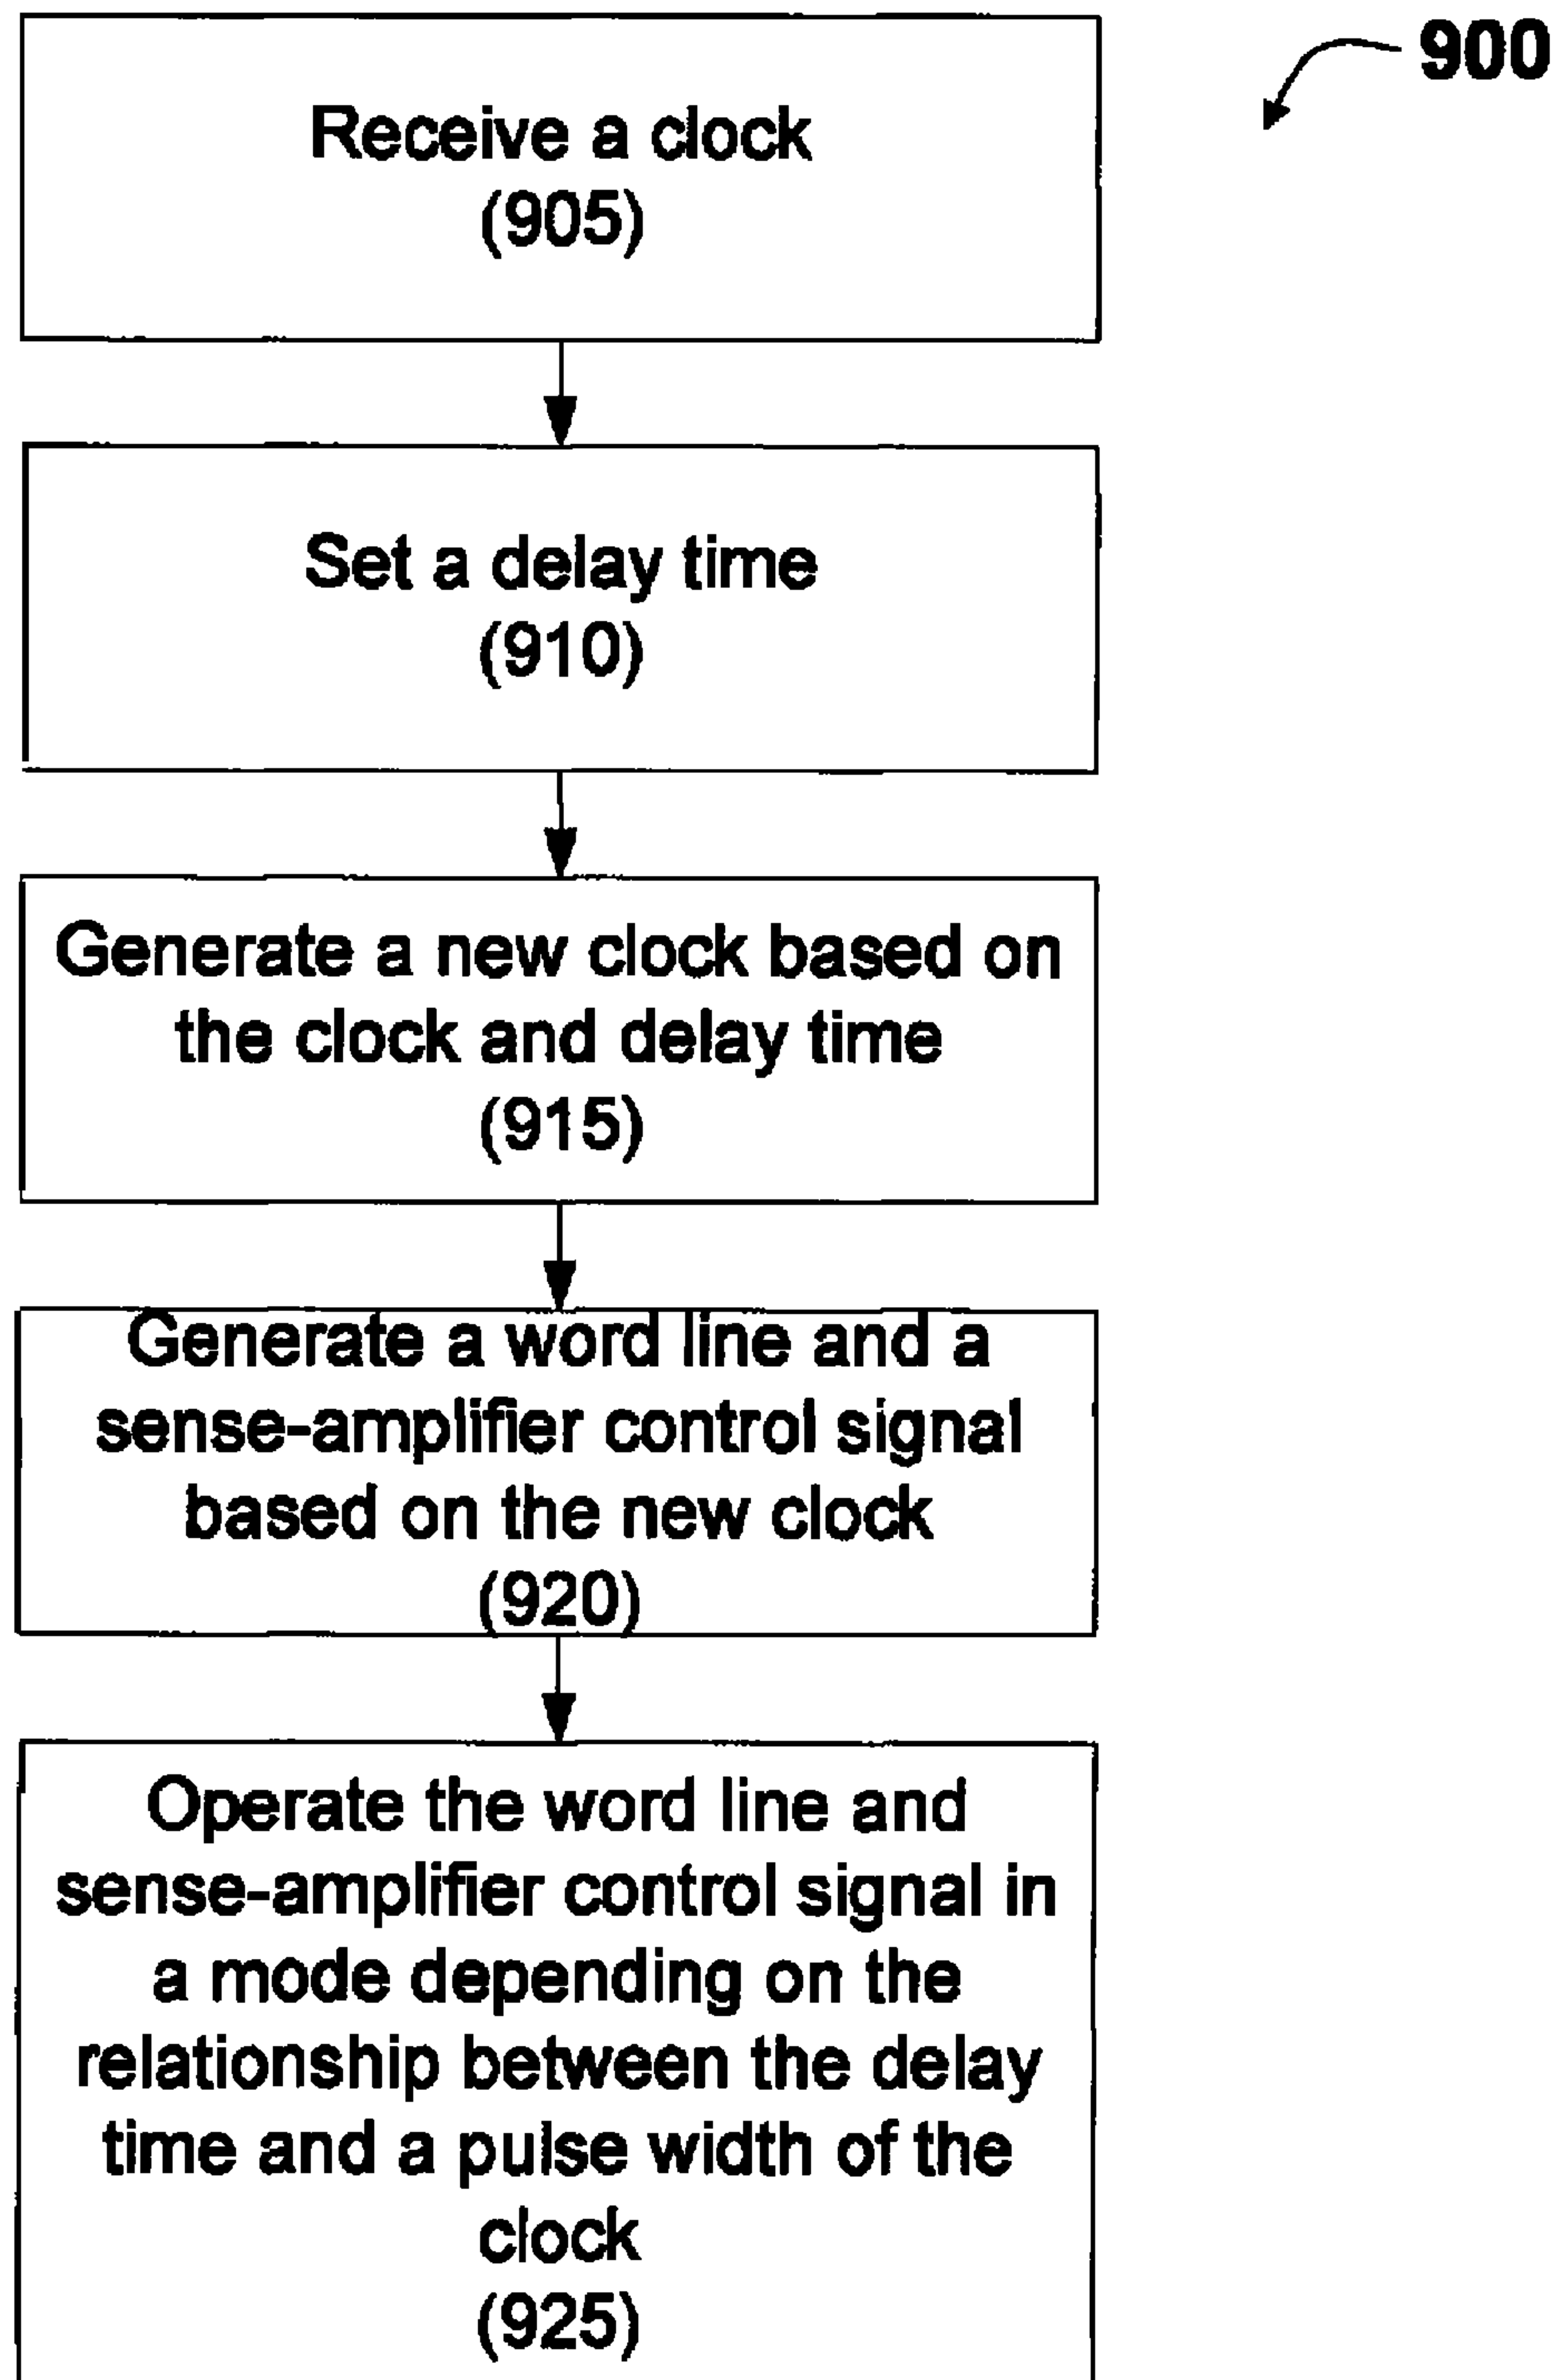 900
Receive a clock
(905)
Set a delay time
(910)
Generate a new clock based on
the clock and delay time
(915)
Generate a word line and a
sense-amplifier control signal
based on the new clock
(920)
Operate the word line and
sense-amplifier control signal in
a mode depending on the
relationship between the delay
time and a pulse width of the
clock
(925)